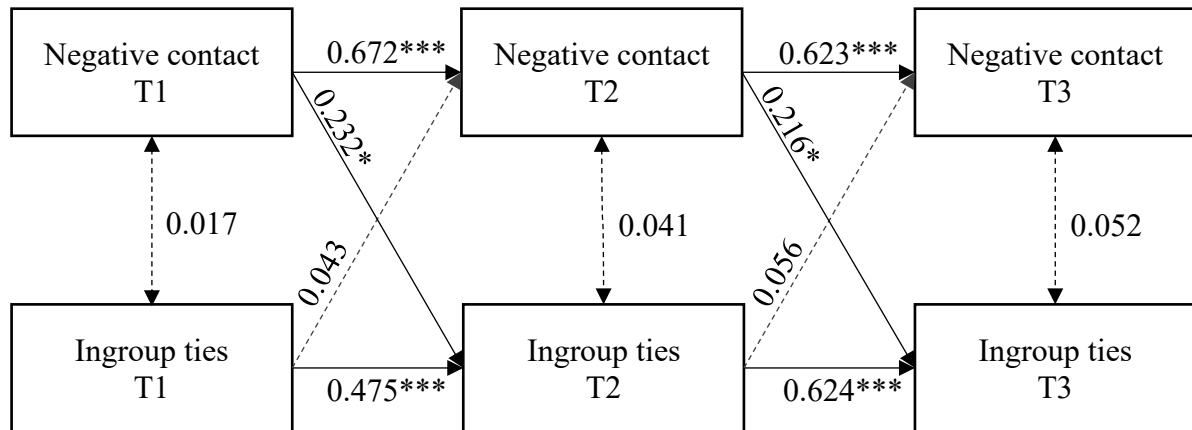 Negative contact
T1
0.672***
Negative contact
T2
0.623***
Negative contact
T3
0.232*
0.216*
0.017
0.041
0.052
0.043
0.056
Ingroup ties
T1
0.475***
Ingroup ties
T2
0.624***
Ingroup ties
T3